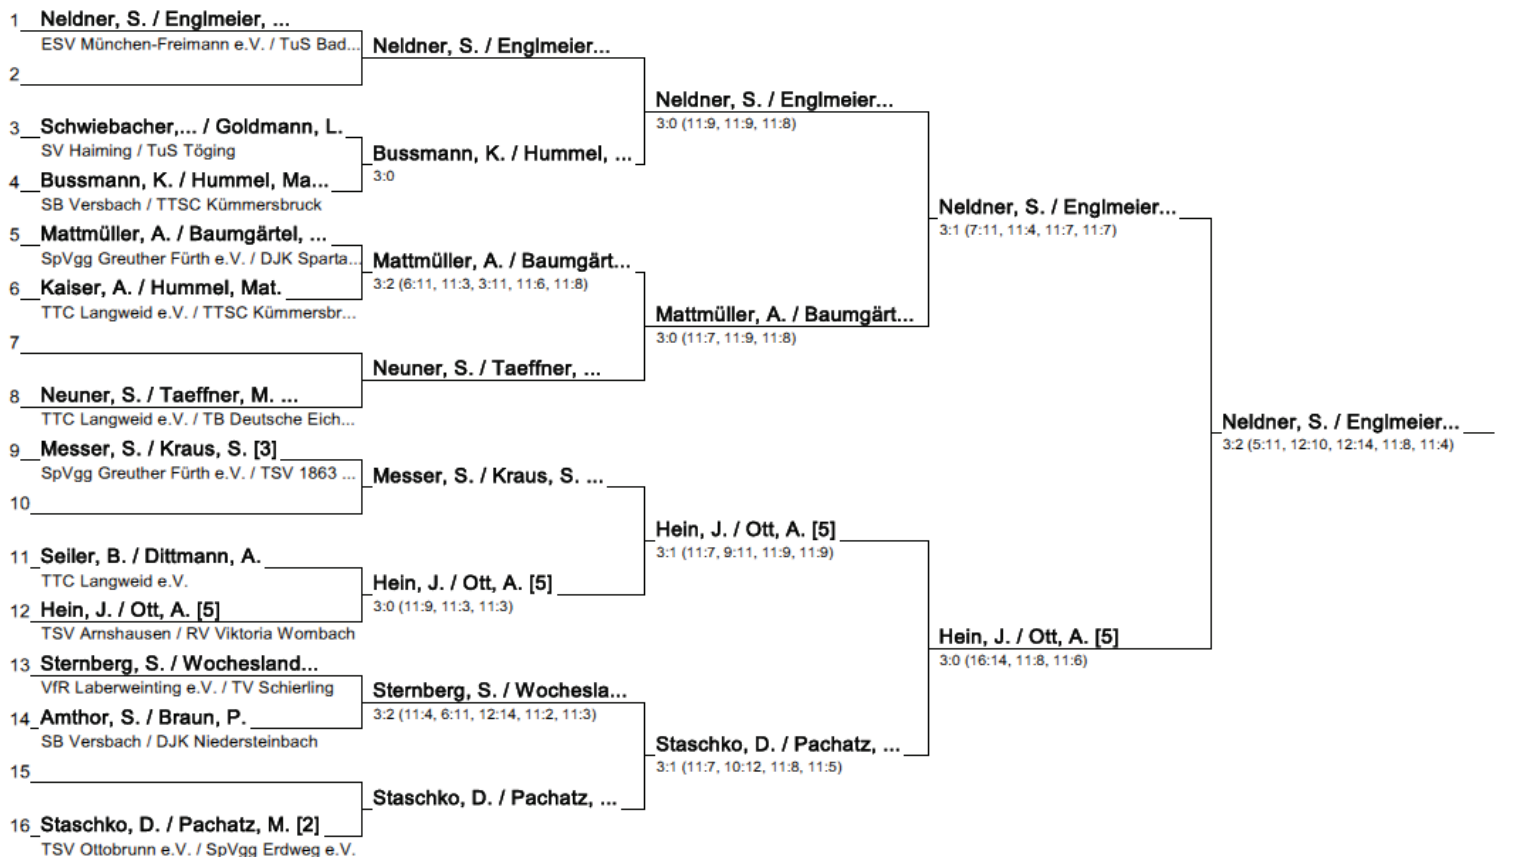 1 Neldner, S. / Englmeier, ...
ESV München-Freimann e.V. / TuS Bad...
2
3 Schwiebacher,... / Goldmann, L.
SV Haiming / TuS Töging
4 Bussmann, K. / Hummel, Ma...
SB Versbach / TTSC Kümmersbruck
5 Mattmüller, A. / Baumgärtel, ...
SpVgg Greuther Fürth e.V. / DJK Sparta...
6 Kaiser, A. / Hummel, Mat.
TTC Langweid e.V. / TTSC Kümmersbr...
7
8 Neuner, S. / Taeffner, M. ...
TTC Langweid e.V. / TB Deutsche Eich...
9 Messer, S. / Kraus, S. [3]
SpVgg Greuther Fürth e.V. / TSV 1863 ...
10
11 Seiler, B. / Dittmann, A.
TTC Langweid e.V.
12 Hein, J. / Ott, A. [5]
TSV Arnshausen / RV Viktoria Wombach
13 Sternberg, S. / Wochesland...
VfR Laberweinting e.V. / TV Schierling
14 Amthor, S. / Braun, P.
SB Versbach / DJK Niedersteinbach
15
16 Staschko, D. / Pachatz, M. [2]
TSV Ottobrunn e.V. / SpVgg Erdweg e.V.
Neldner, S. / Englmeier...
Bussmann, K. / Hummel, ...
3:0
Mattmüller, A. / Baumgärt...
3:2 (6:11, 11:3, 3:11, 11:6, 11:8)
Neuner, S. / Taeffner, ...
Messer, S. / Kraus, S. ...
Hein, J. / Ott, A. [5]
3:0 (11:9, 11:3, 11:3)
Sternberg, S. / Wochesla...
3:2 (11:4, 6:11, 12:14, 11:2, 11:3)
Staschko, D. / Pachatz, ...
Neldner, S. / Englmeier...
3:0 (11:9, 11:9, 11:8)
Mattmüller, A. / Baumgärt...
3:0 (11:7, 11:9, 11:8)
Hein, J. / Ott, A. [5]
3:1 (11:7, 9:11, 11:9, 11:9)
Staschko, D. / Pachatz, ...
3:1 (11:7, 10:12, 11:8, 11:5)
Neldner, S. / Englmeier...
3:1 (7:11, 11:4, 11:7, 11:7)
Hein, J. / Ott, A. [5]
3:0 (16:14, 11:8, 11:6)
Neldner, S. / Englmeier...
3:2 (5:11, 12:10, 12:14, 11:8, 11:4)